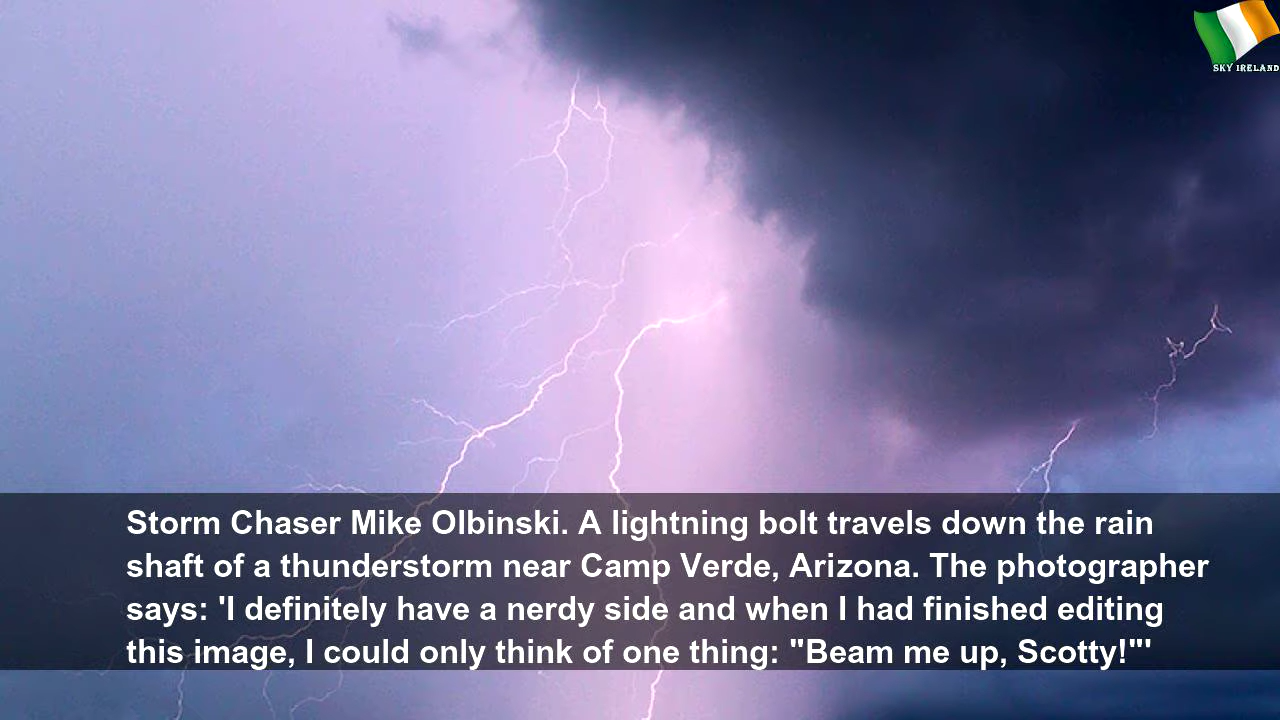 SKY IRELAND
Storm Chaser Mike Olbinski. A lightning bolt travels down the rain
shaft of a thunderstorm near Camp Verde, Arizona. The photographer
says: 'I definitely have a nerdy side and when I had finished editing
this image, I could only think of one thing: "Beam me up, Scotty!"'